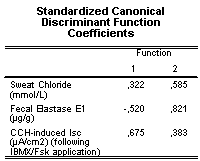 Standardized Canonical
Discriminant Function
Coefficients
Function
1 2
Sweat Chloride ,322 ,585
(mmol/L)
Fecal Elastase E1 -,520 ,821
(µg/g)
CCH-induced Isc ,675 ,383
(µA/cm2) (following
IBMX/Fsk application)